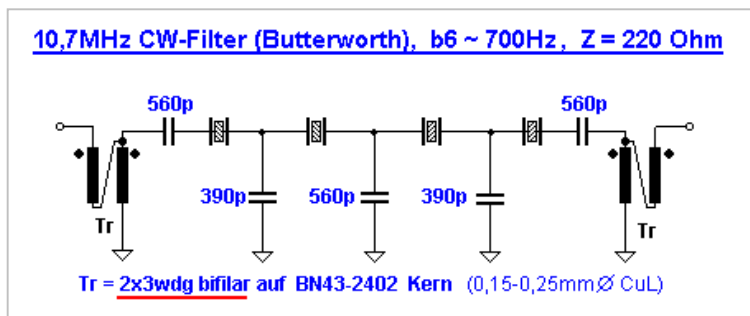 10,7MHz CW-Filter (Butterworth), b6 ~ 700Hz, Z = 220 Ohm
560p
560p
390p
560p
390p
Tr
Tr
Tr = 2x3wdg bifilar auf BN43-2402 Kern (0,15-0,25mmØ CuL)